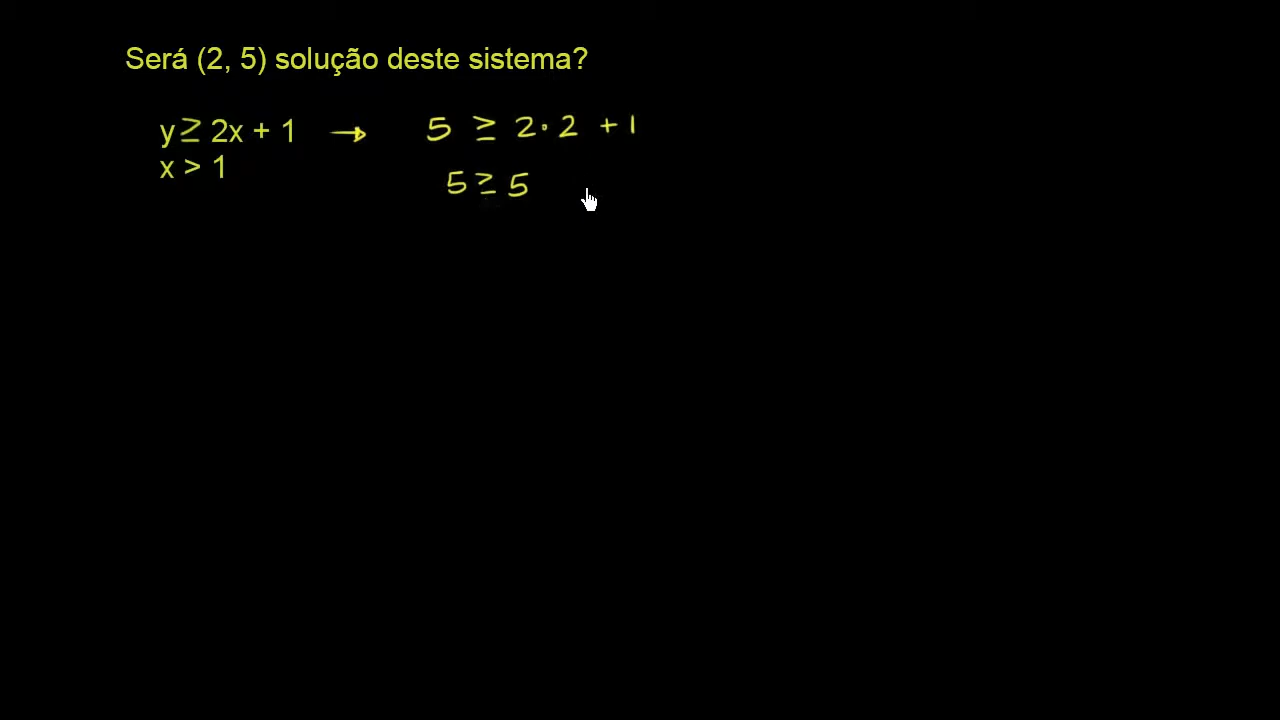 Será (2, 5) solução deste sistema?
y ≥ 2x + 1 → 5 ≥ 2·2 + 1
x > 1
5 ≥ 5